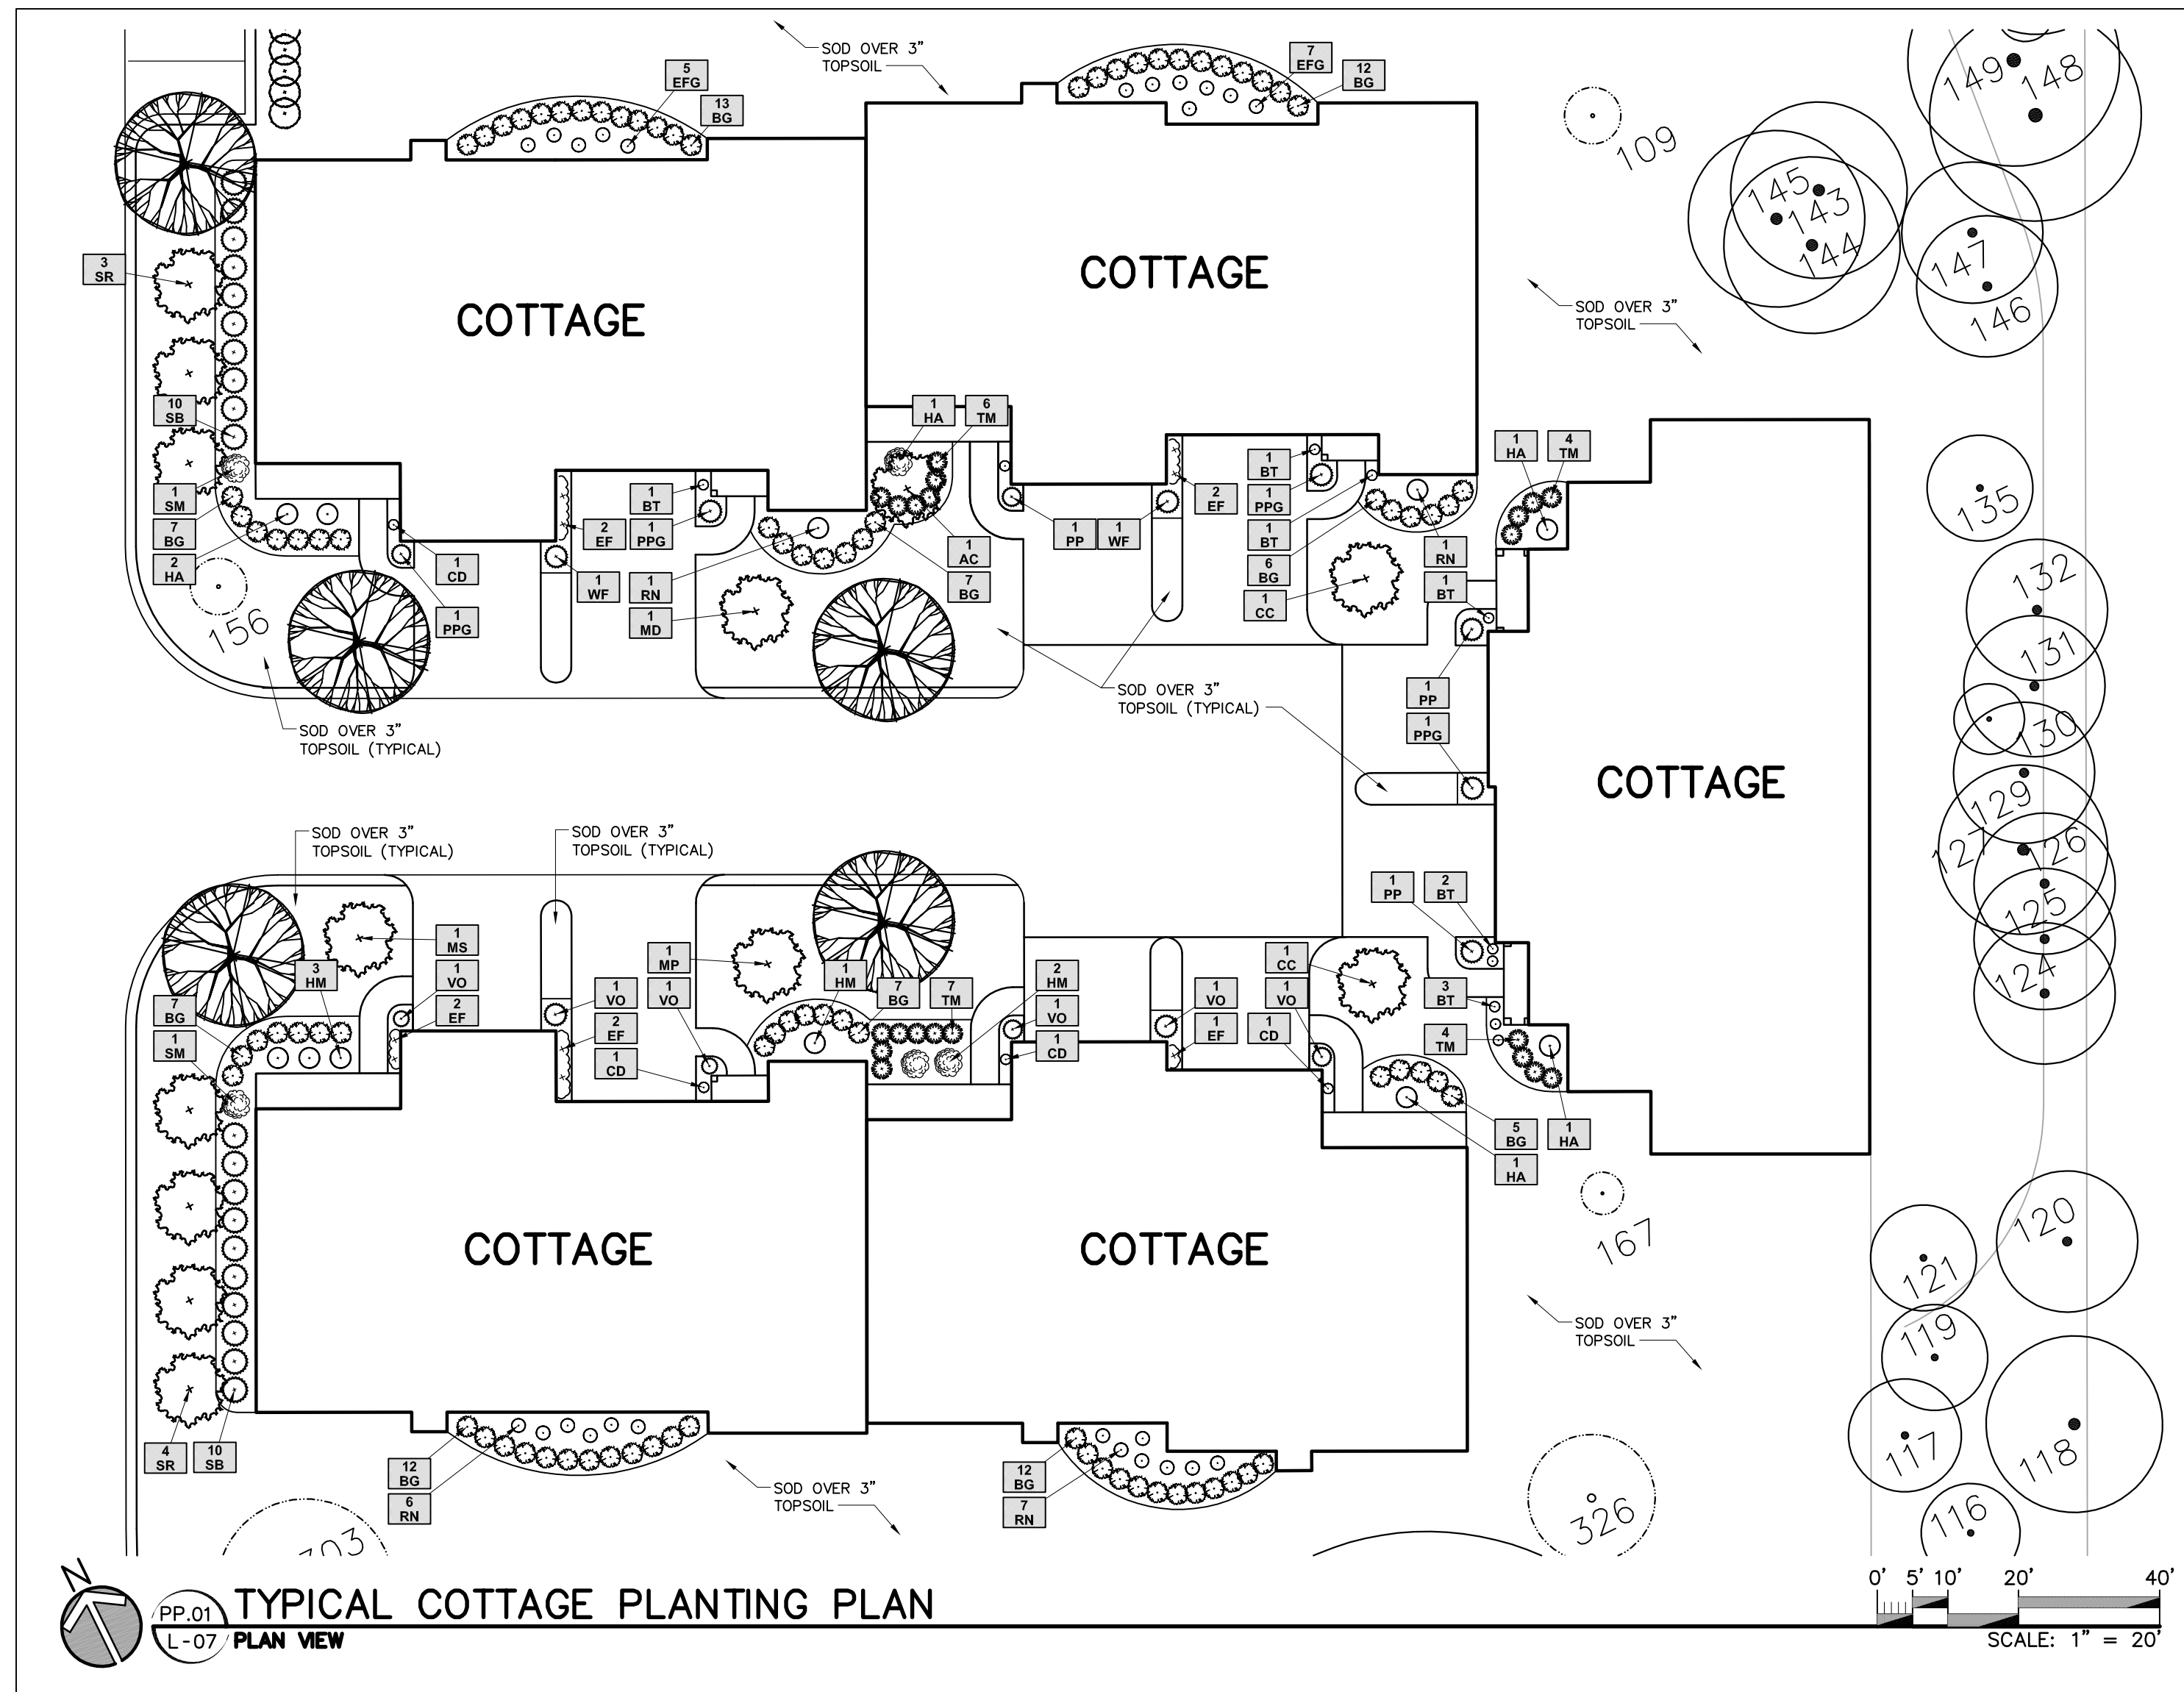 SOD OVER 3"
TOPSOIL
5
EFG
13
BG
7
EFG
12
BG
149
148
109
145
143
144
147
146
3
SR
COTTAGE
COTTAGE
SOD OVER 3"
TOPSOIL
10
SB
1
HA
6
TM
1
SM
7
BG
2
HA
1
CD
1
PPG
2
EF
1
WF
1
BT
1
PPG
1
RN
1
MD
1
AC
7
BG
1
PP
1
WF
2
EF
1
BT
1
PPG
1
BT
6
BG
1
CC
1
HA
4
TM
1
RN
1
BT
135
132
131
130
129
127
126
125
124
156
SOD OVER 3"
TOPSOIL (TYPICAL)
SOD OVER 3"
TOPSOIL (TYPICAL)
1
PP
1
PPG
COTTAGE
SOD OVER 3"
TOPSOIL (TYPICAL)
SOD OVER 3"
TOPSOIL (TYPICAL)
1
PP
2
BT
1
MS
1
VO
2
EF
3
HM
7
BG
1
SM
1
VO
2
EF
1
CD
1
MP
1
VO
1
HM
7
BG
7
TM
2
HM
1
VO
1
CD
1
VO
1
EF
1
CC
1
VO
1
CD
3
BT
4
TM
5
BG
1
HA
1
HA
COTTAGE
COTTAGE
167
121
120
119
117
118
116
SOD OVER 3"
TOPSOIL
4
SR
10
SB
12
BG
6
RN
SOD OVER 3"
TOPSOIL
12
BG
7
RN
326
N
PP.01
L-07
TYPICAL COTTAGE PLANTING PLAN
PLAN VIEW
0' 5' 10' 20' 40'
SCALE: 1" = 20'